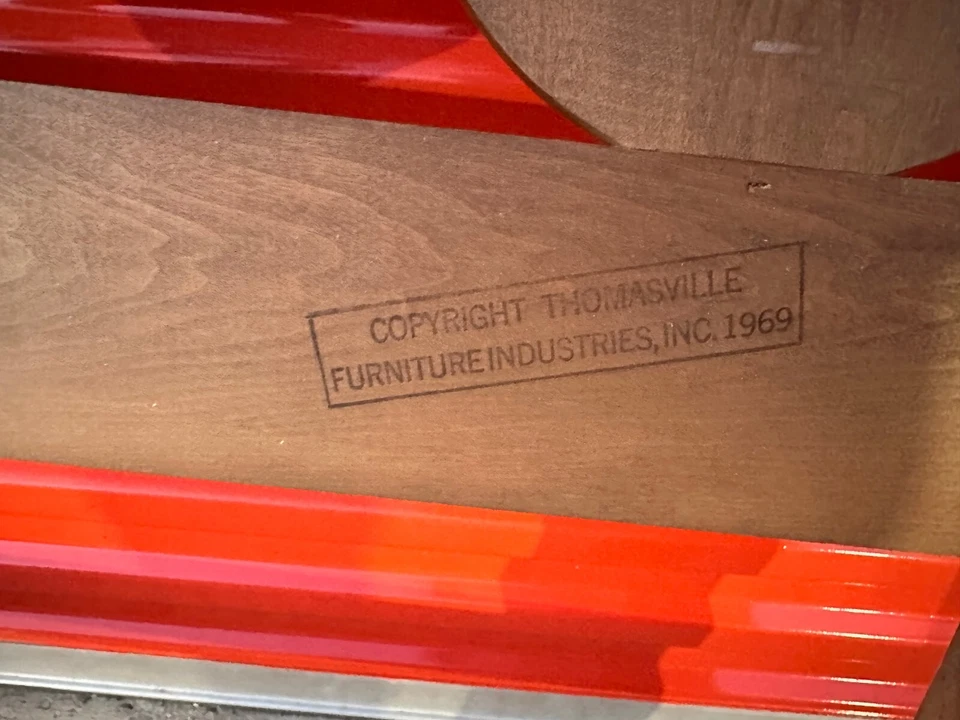 COPYRIGHT THOMASVILLE
FURNITURE INDUSTRIES, INC. 1969